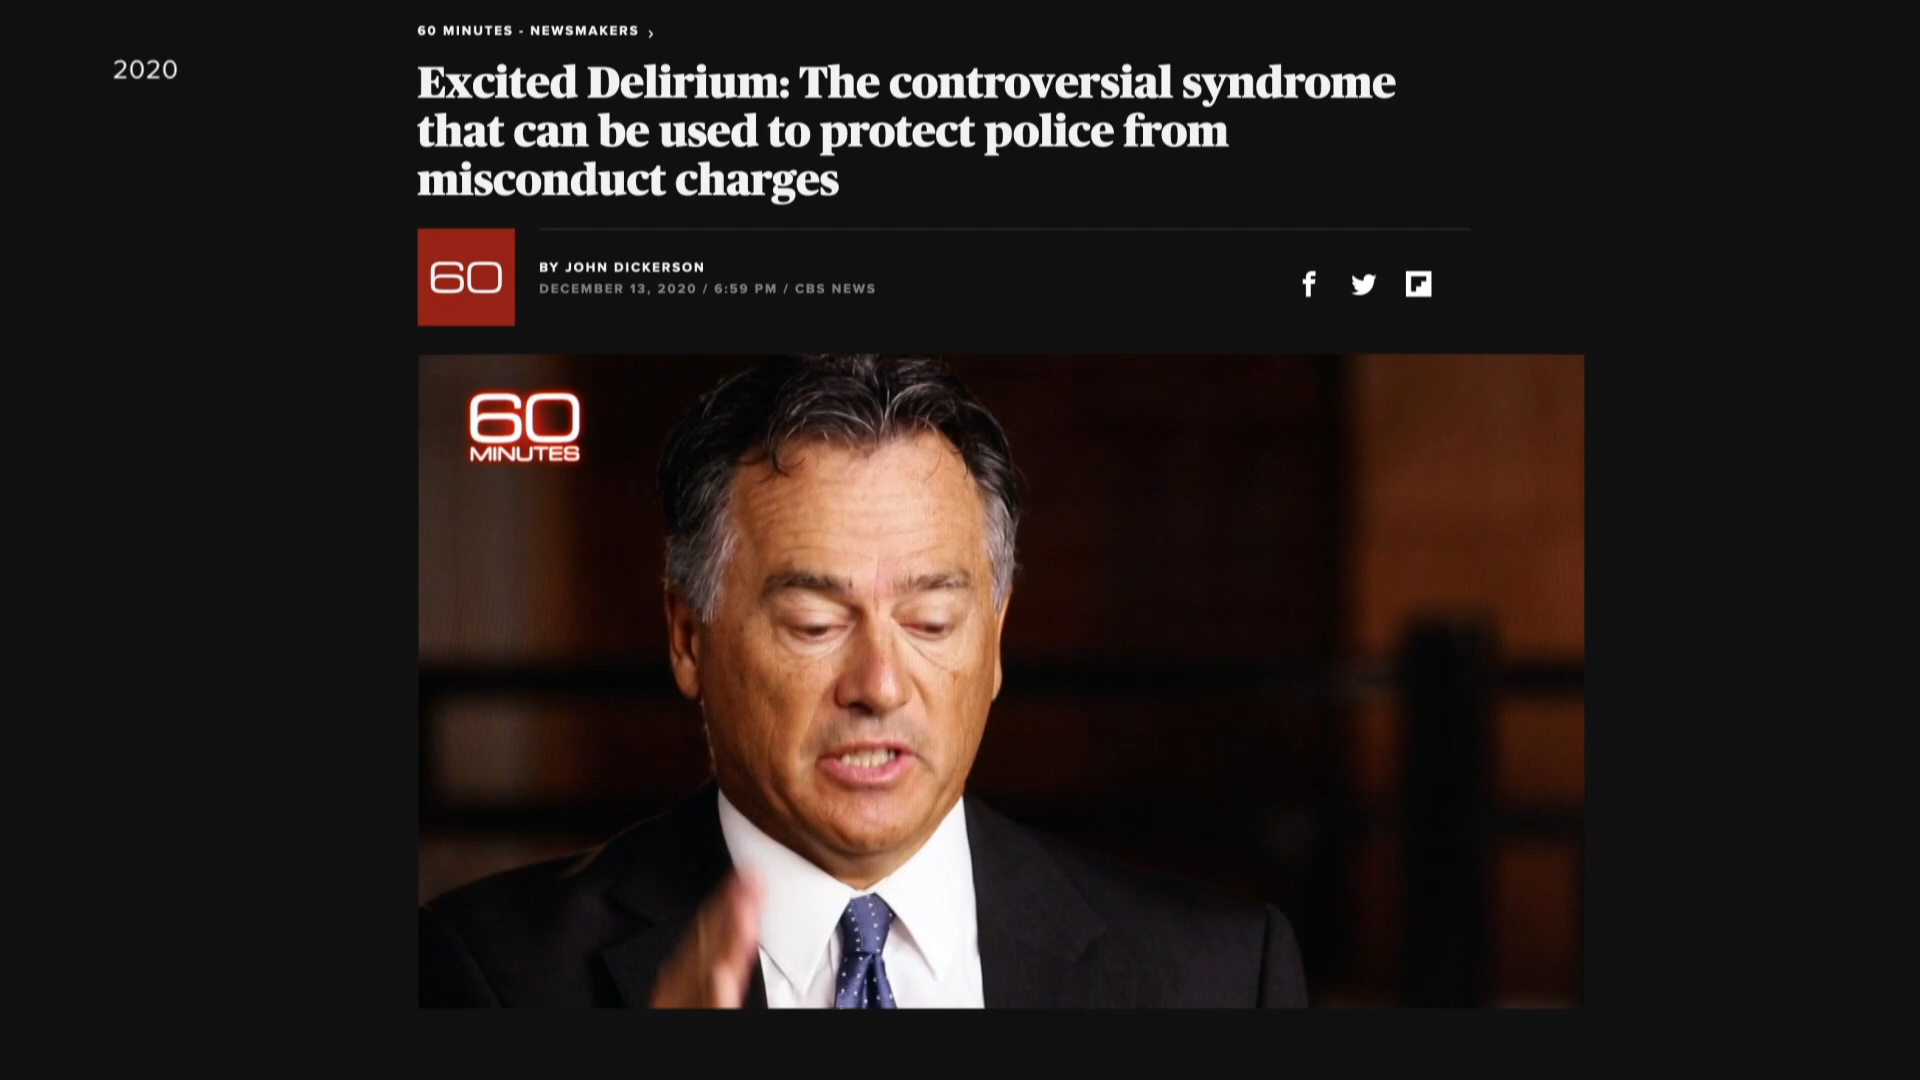 2020
60 MINUTES - NEWSMAKERS ›
Excited Delirium: The controversial syndrome
that can be used to protect police from
misconduct charges
60
BY JOHN DICKERSON
DECEMBER 13, 2020 / 6:59 PM / CBS NEWS
60
MINUTES